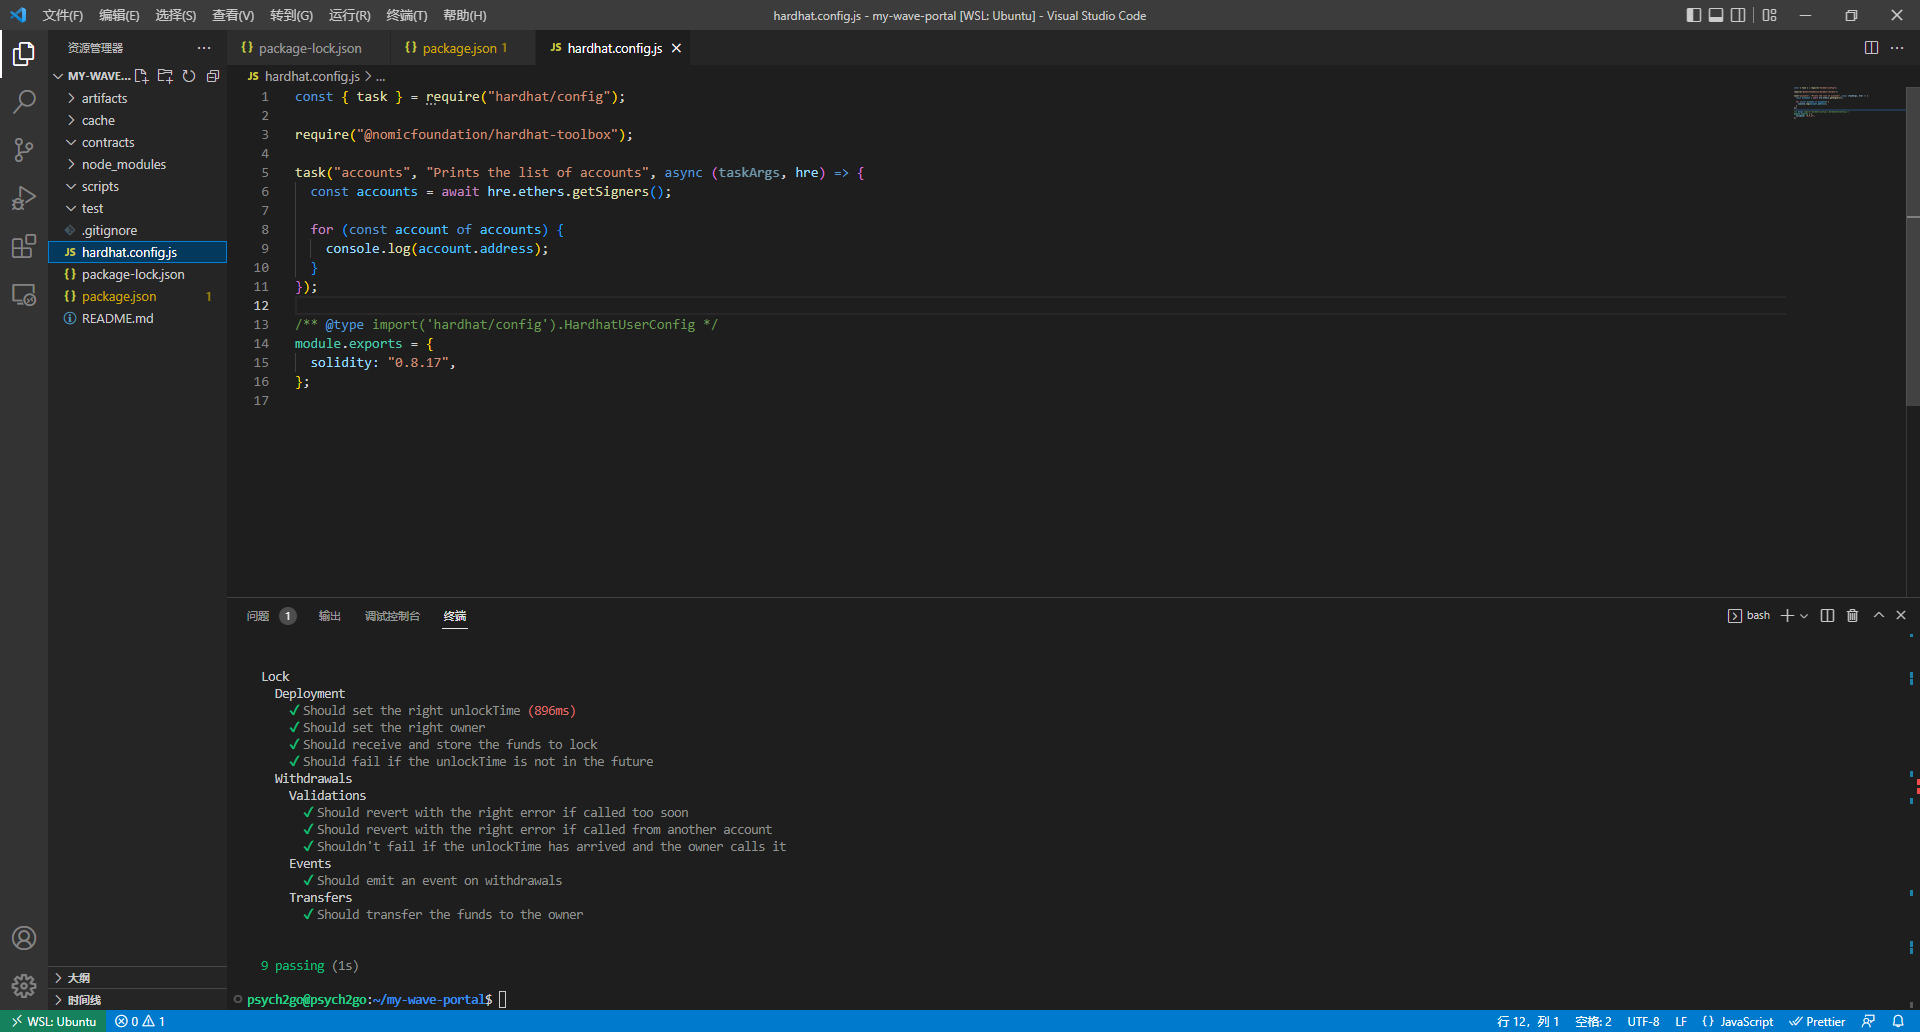 文件(F) 编辑(E) 选择(S) 查看(V) 转到(G) 运行(R) 终端(T) 帮助(H)
hardhat.config.js - my-wave-portal [WSL: Ubuntu] - Visual Studio Code
资源管理器
MY-WAVE...
artifacts
cache
contracts
node_modules
scripts
test
.gitignore
JS hardhat.config.js
{} package-lock.json
{} package.json 1
README.md
大纲
时间线
{} package-lock.json
{} package.json 1
JS hardhat.config.js
JS hardhat.config.js > ...
1 const { task } = require("hardhat/config");
2
3 require("@nomicfoundation/hardhat-toolbox");
4
5 task("accounts", "Prints the list of accounts", async (taskArgs, hre) => {
6 const accounts = await hre.ethers.getSigners();
7
8 for (const account of accounts) {
9 console.log(account.address);
10 }
11 });
12
13 /** @type import('hardhat/config').HardhatUserConfig */
14 module.exports = {
15 solidity: "0.8.17",
16 };
17
问题 1 输出 调试控制台 终端
bash
Lock
Deployment
✓ Should set the right unlockTime (896ms)
✓ Should set the right owner
✓ Should receive and store the funds to lock
✓ Should fail if the unlockTime is not in the future
Withdrawals
Validations
✓ Should revert with the right error if called too soon
✓ Should revert with the right error if called from another account
✓ Shouldn't fail if the unlockTime has arrived and the owner calls it
Events
✓ Should emit an event on withdrawals
Transfers
✓ Should transfer the funds to the owner
9 passing (1s)
psych2go@psych2go:~/my-wave-portal$
WSL: Ubuntu 0 1
行 12，列 1 空格: 2 UTF-8 LF {} JavaScript Prettier